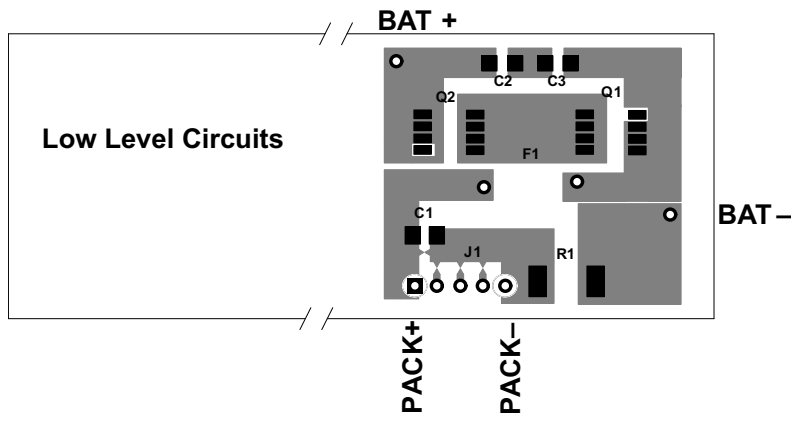 BAT +
C2
C3
Q2
Q1
Low Level Circuits
F1
C1
BAT–
J1
R1
PACK+
PACK–